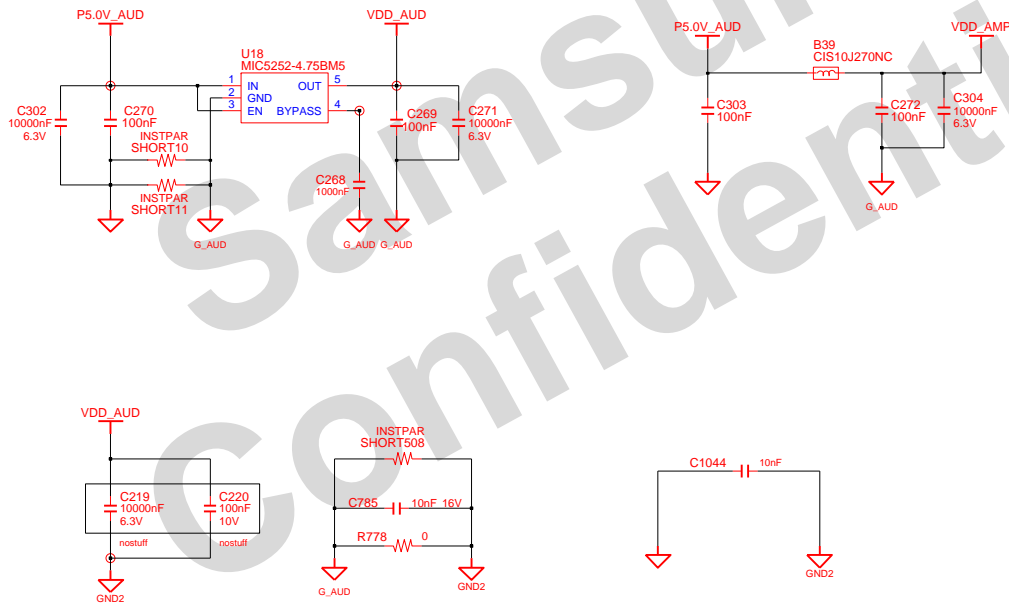 P5.0V_AUD
VDD_AUD
U18
MIC5252-4.75BM5
1 IN OUT 5
2 GND
3 EN BYPASS 4
C302
10000nF
6.3V
C270
100nF
INSTPAR
SHORT10
INSTPAR
SHORT11
G_AUD
C268
1000nF
G_AUD
C269
100nF
C271
10000nF
6.3V
G_AUD
P5.0V_AUD
B39
CIS10J270NC
VDD_AMP
C303
100nF
C272
100nF
C304
10000nF
6.3V
G_AUD
VDD_AUD
C219
10000nF
6.3V
nostuff
C220
100nF
10V
nostuff
GND2
INSTPAR
SHORT508
C785 10nF 16V
R778 0
G_AUD
GND2
C1044 10nF
GND2
Confidenti